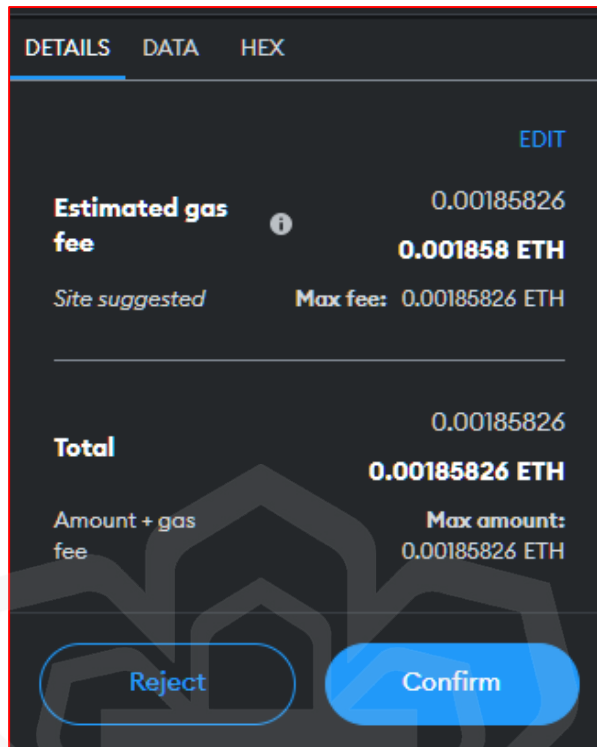 DETAILS DATA HEX
EDIT
Estimated gas fee
0.00185826
0.001858 ETH
Site suggested
Max fee: 0.00185826 ETH
Total
0.00185826
0.00185826 ETH
Amount + gas fee
Max amount:
0.00185826 ETH
Reject Confirm